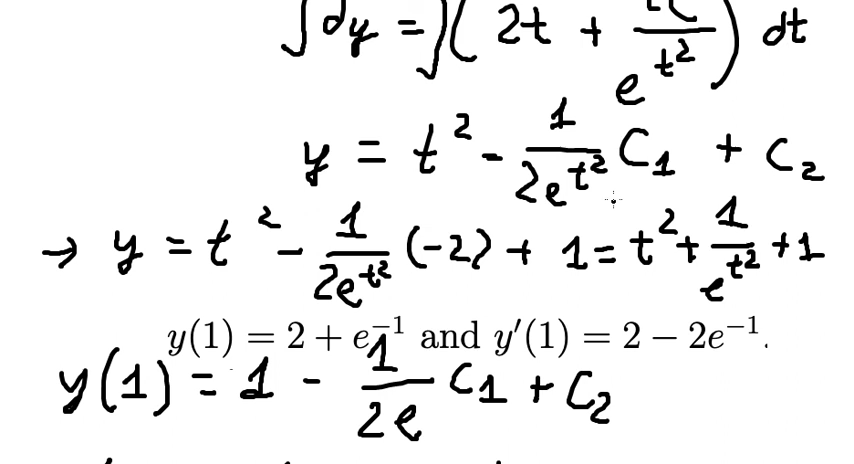 ∫dy = ∫( 2t + tC/e^t² ) dt
y = t² - 1/2e^t² C₁ + C₂
→ y = t² - 1/2e^t² (-2) + 1 = t² + 1/e^t² + 1
y(1) = 2 + e⁻¹ and y′(1) = 2 − 2e⁻¹.
y(1) = 1 - 1/2e C₁ + C₂